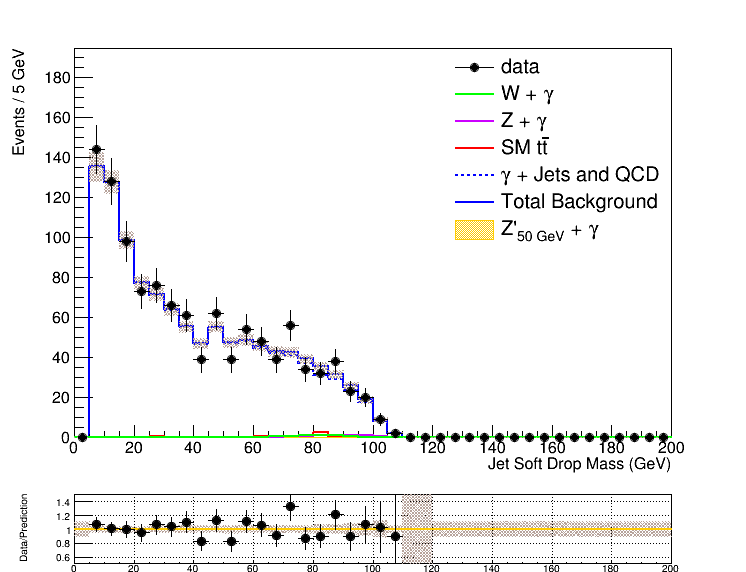 Events / 5 GeV
180
160
140
120
100
80
60
40
20
0
0 20 40 60 80 100 120 140 160 180 200
Jet Soft Drop Mass (GeV)
data
W + γ
Z + γ
SM tt̄
γ + Jets and QCD
Total Background
Z'50 GeV + γ
Data/Prediction
1.4
1.2
1
0.8
0.6
0 20 40 60 80 100 120 140 160 180 200